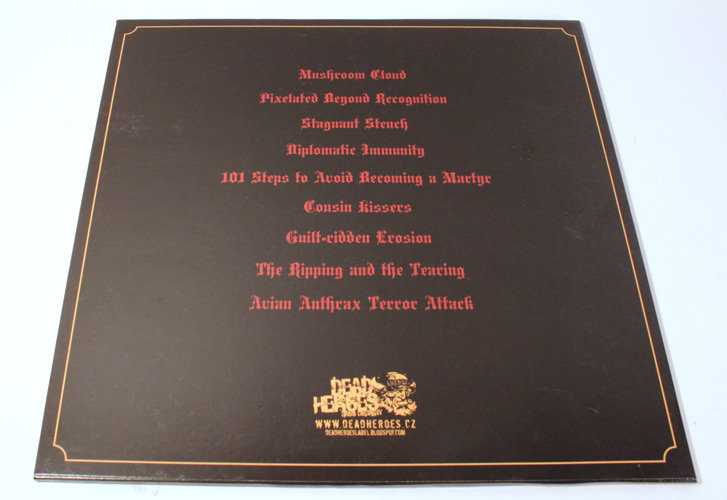 Mushroom Cloud
Pixelated Beyond Recognition
Stagnant Stench
Diplomatic Immunity
101 Steps to Avoid Becoming a Martyr
Cousin Kissers
Guilt-ridden Erosion
The Ripping and the Tearing
Avian Anthrax Terror Attack
DEAD
HEROES
WWW.DEADHEROES.CZ
DEADHEROESLABEL.BLOGSPOT.COM